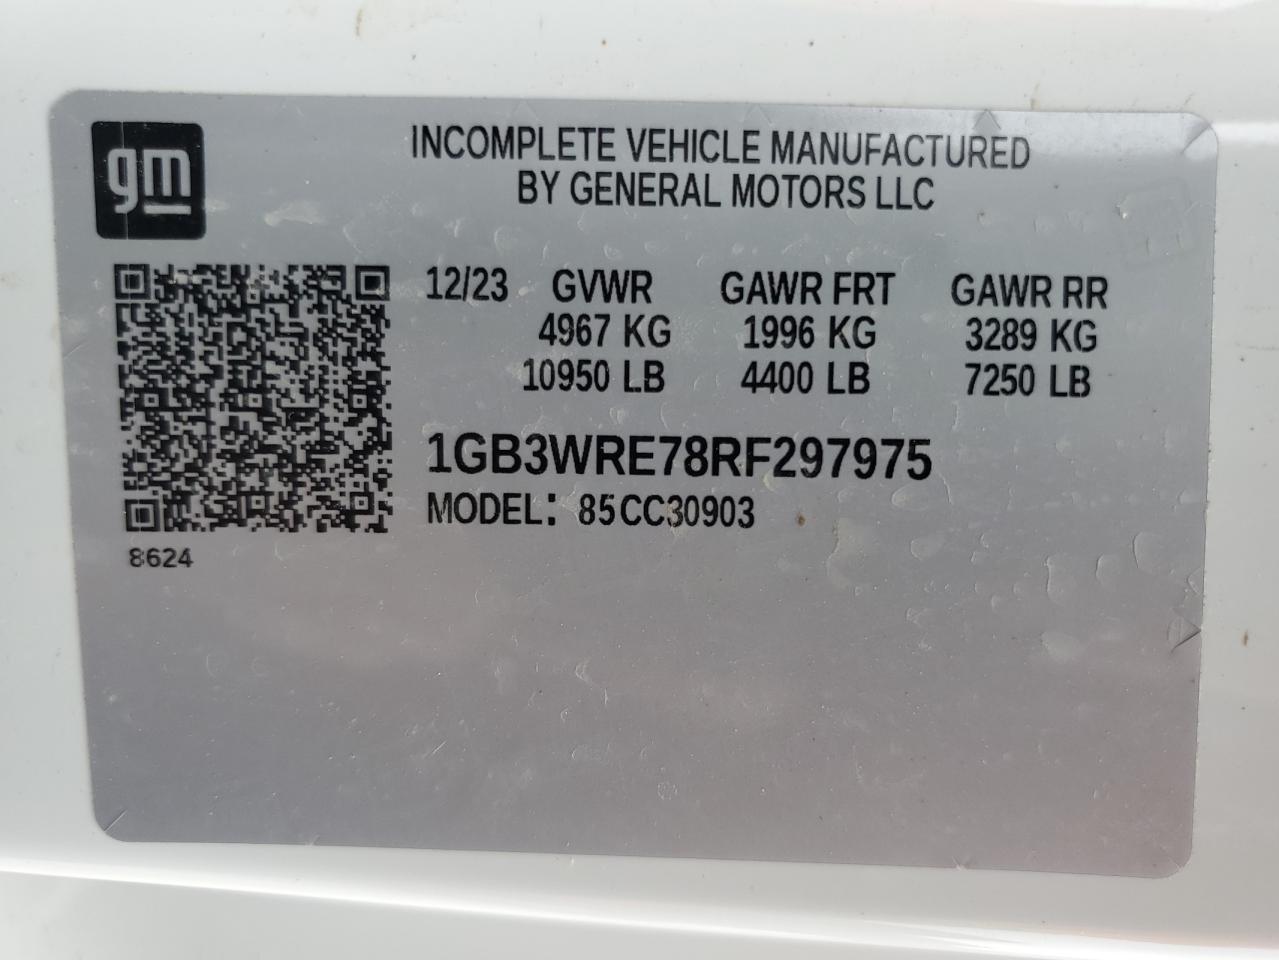 gm
INCOMPLETE VEHICLE MANUFACTURED
BY GENERAL MOTORS LLC
12/23 GVWR GAWR FRT GAWR RR
4967 KG 1996 KG 3289 KG
10950 LB 4400 LB 7250 LB
1GB3WRE78RF297975
MODEL: 85CC30903
8624